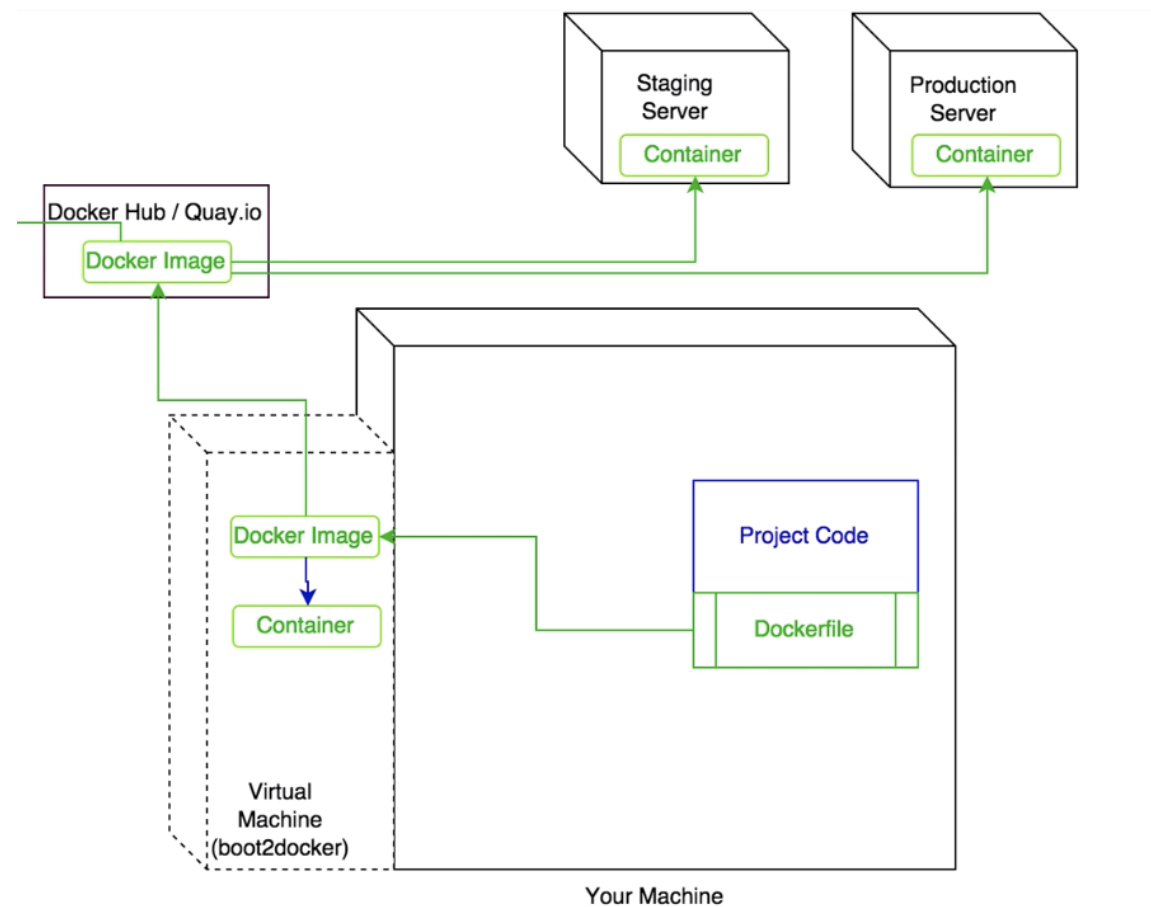 Staging
Server
Container
Production
Server
Container
Docker Hub / Quay.io
Docker Image
Docker Image
Container
Project Code
Dockerfile
Virtual
Machine
(boot2docker)
Your Machine